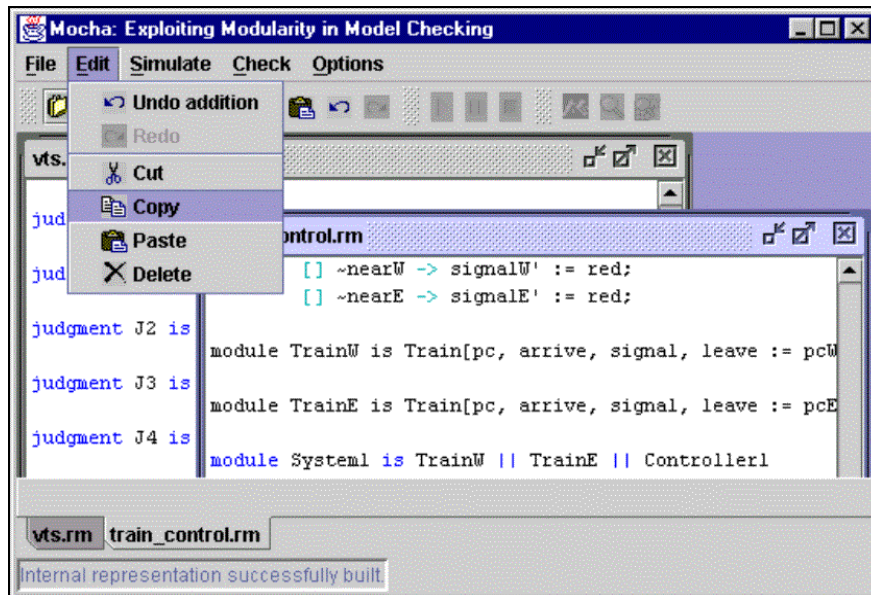 Mocha: Exploiting Modularity in Model Checking
File Edit Simulate Check Options
Undo addition
Redo
Cut
Copy
Paste
Delete
vts.
jud
jud
judgment J2 is
judgment J3 is
judgment J4 is
ontrol.rm
[] ~nearW -> signalW' := red;
[] ~nearE -> signalE' := red;
module TrainW is Train[pc, arrive, signal, leave := pcW
module TrainE is Train[pc, arrive, signal, leave := pcE
module System1 is TrainW || TrainE || Controller1
vts.rm train_control.rm
Internal representation successfully built.